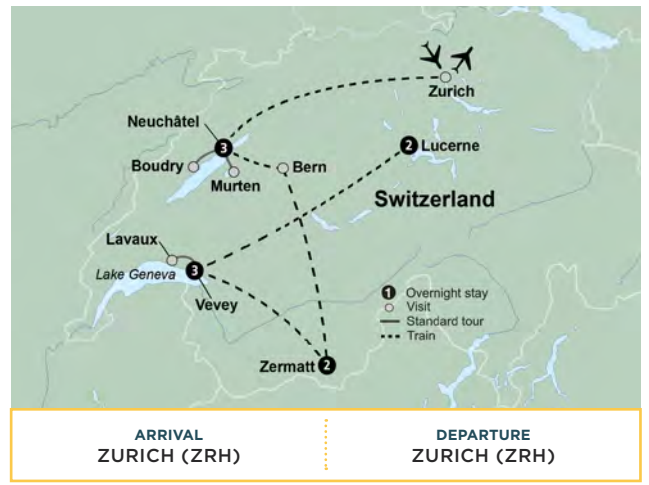 Zurich
Neuchâtel
3
2 Lucerne
Boudry
Bern
Murten
Switzerland
Lavaux
Lake Geneva
3
Vevey
1 Overnight stay
Visit
Standard tour
Train
Zermatt 2
ARRIVAL
ZURICH (ZRH)
DEPARTURE
ZURICH (ZRH)